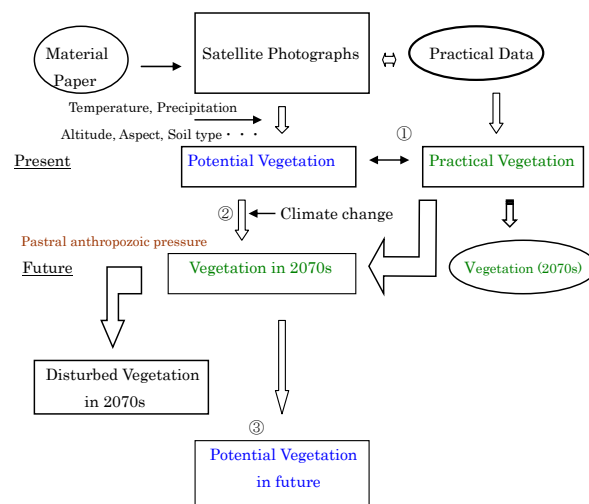 Material
Paper
Satellite Photographs
Practical Data
Temperature, Precipitation
Altitude, Aspect, Soil type・・・
①
Present
Potential Vegetation
Practical Vegetation
②
Climate change
Pastral anthropozoic pressure
Future
Vegetation in 2070s
Vegetation (2070s)
Disturbed Vegetation
in 2070s
③
Potential Vegetation
in future